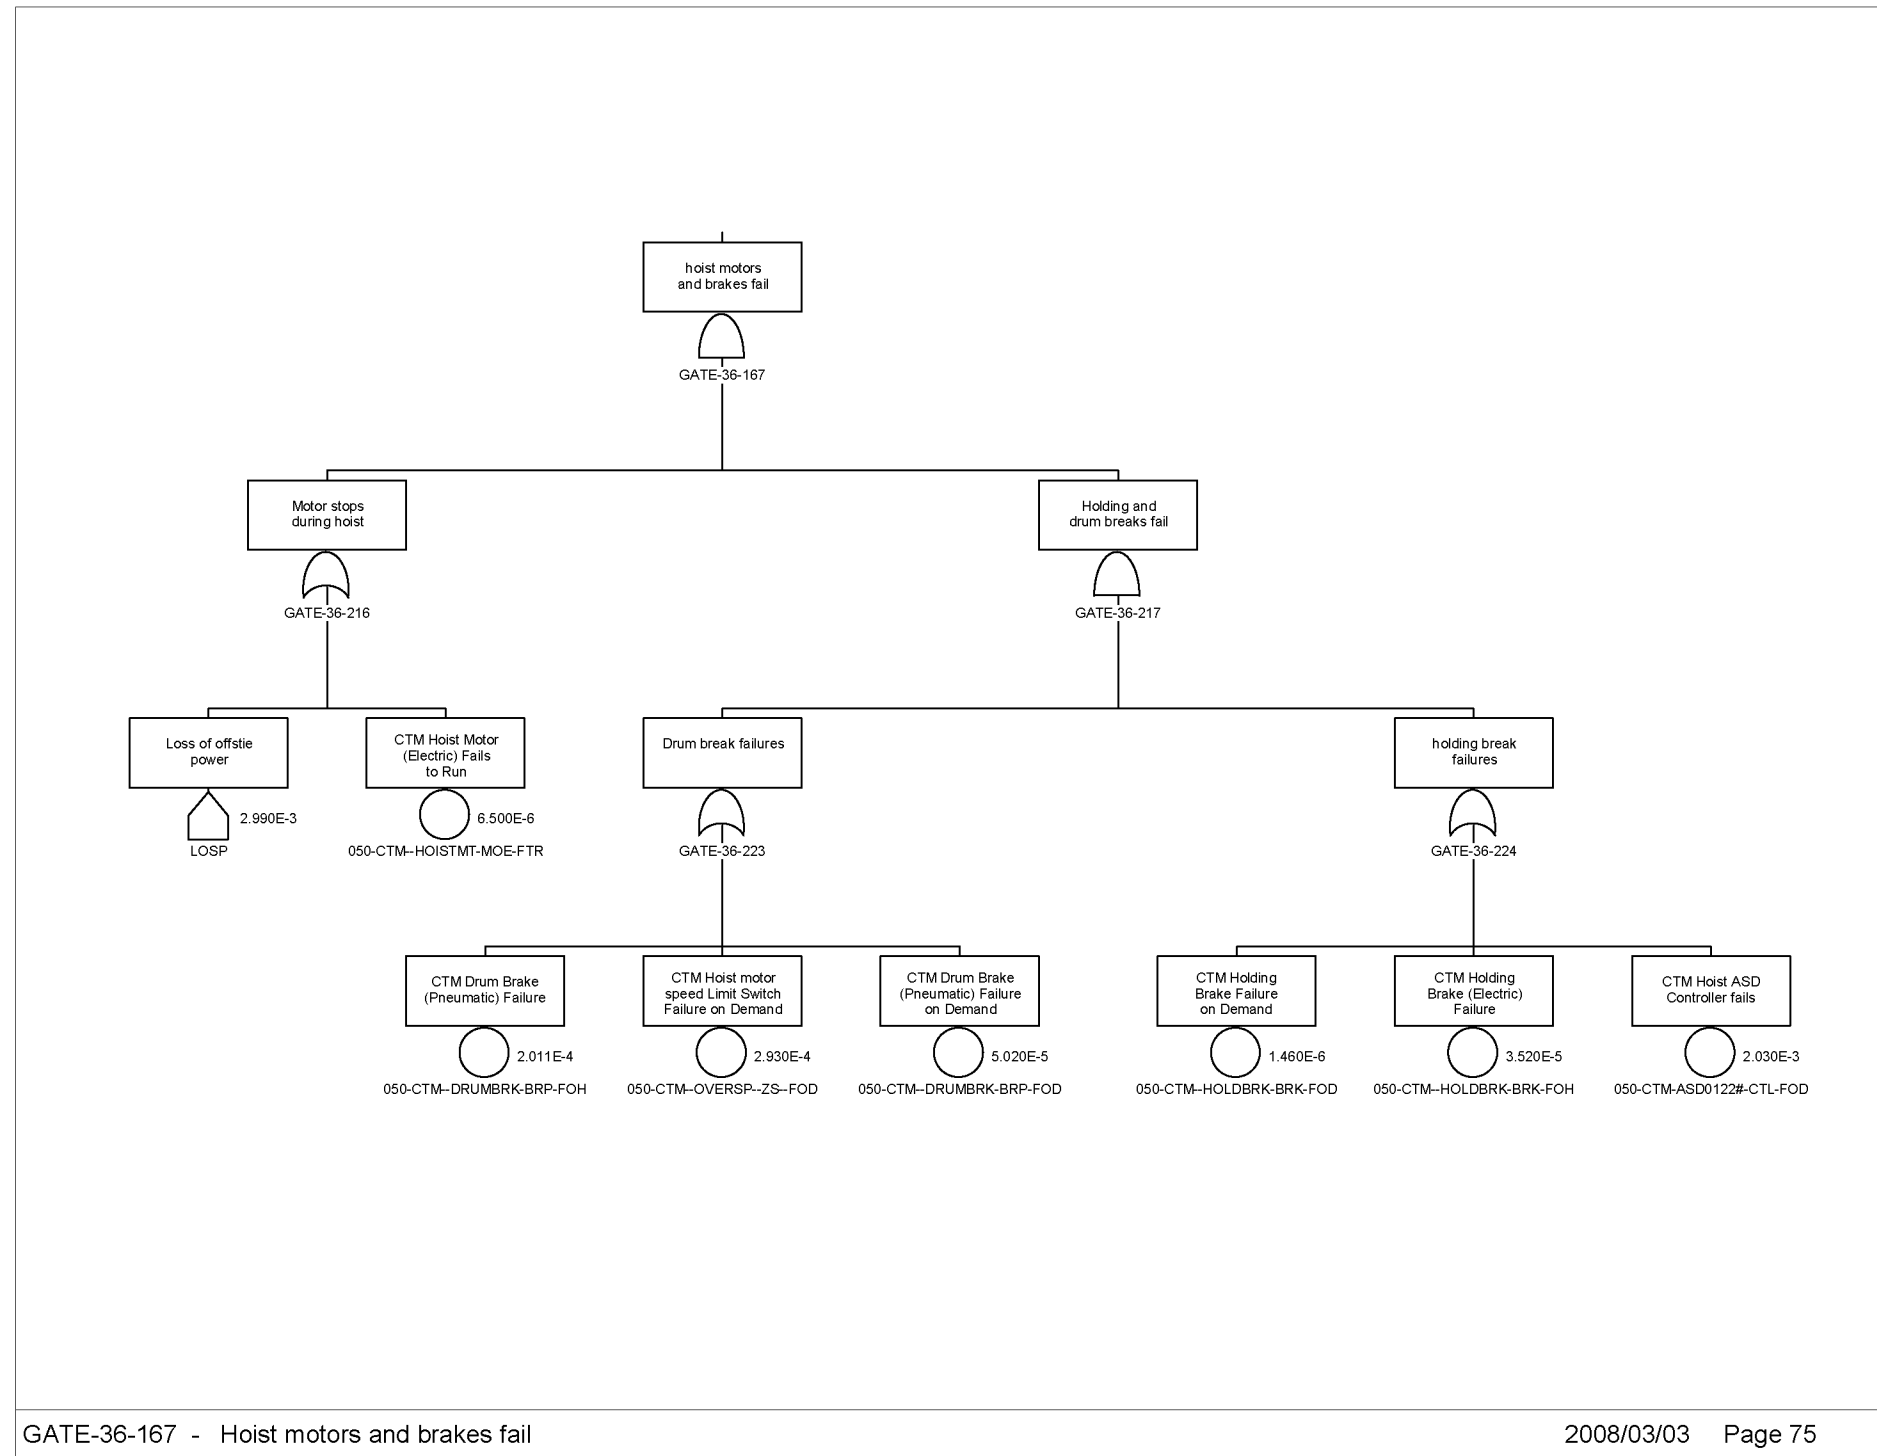 hoist motors
and brakes fail
GATE-36-167
Motor stops
during hoist
GATE-36-216
Holding and
drum breaks fail
GATE-36-217
Loss of offstie
power
2.990E-3
LOSP
CTM Hoist Motor
(Electric) Fails
to Run
6.500E-6
050-CTM--HOISTMT-MOE-FTR
Drum break failures
GATE-36-223
holding break
failures
GATE-36-224
CTM Drum Brake
(Pneumatic) Failure
2.011E-4
050-CTM--DRUMBRK-BRP-FOH
CTM Hoist motor
speed Limit Switch
Failure on Demand
2.930E-4
050-CTM--OVERSP--ZS--FOD
CTM Drum Brake
(Pneumatic) Failure
on Demand
5.020E-5
050-CTM--DRUMBRK-BRP-FOD
CTM Holding
Brake Failure
on Demand
1.460E-6
050-CTM--HOLDBRK-BRK-FOD
CTM Holding
Brake (Electric)
Failure
3.520E-5
050-CTM--HOLDBRK-BRK-FOH
CTM Hoist ASD
Controller fails
2.030E-3
050-CTM-ASD0122#-CTL-FOD
GATE-36-167 - Hoist motors and brakes fail
2008/03/03 Page 75